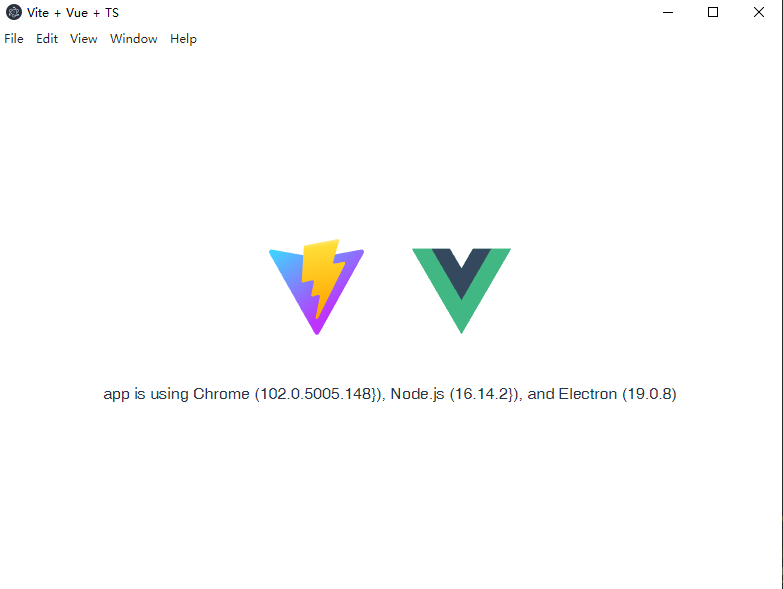 Vite + Vue + TS
File Edit View Window Help
app is using Chrome (102.0.5005.148}), Node.js (16.14.2}), and Electron (19.0.8)